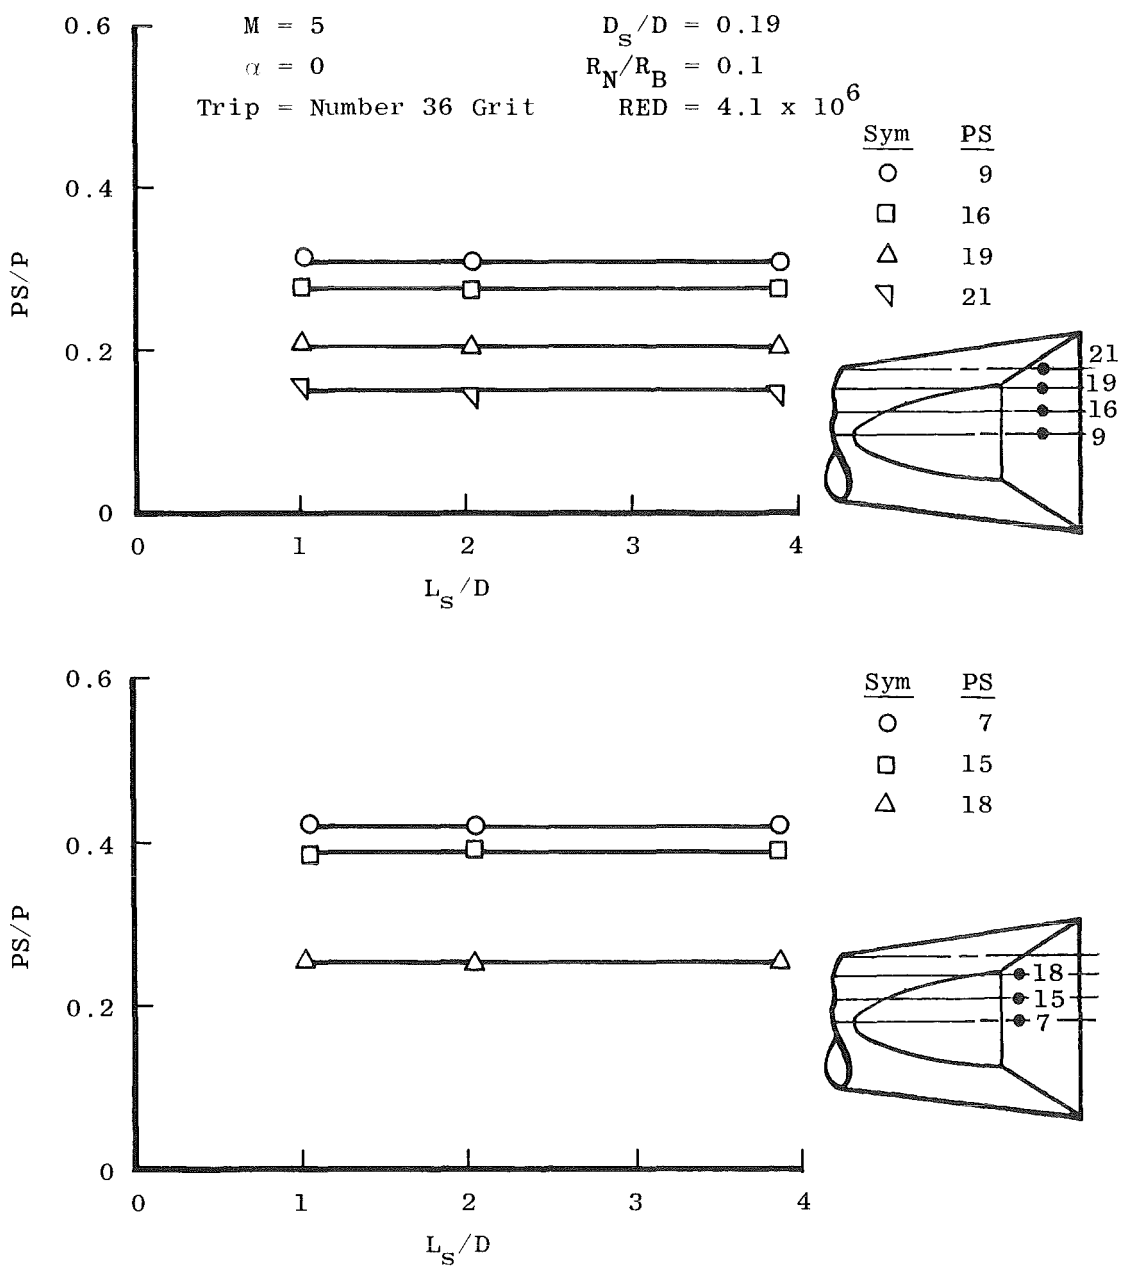 M = 5
α = 0
Trip = Number 36 Grit
D_s/D = 0.19
R_N/R_B = 0.1
RED = 4.1 x 10^6
Sym PS
9
16
19
21
PS/P
0.6
0.4
0.2
0
0 1 2 3 4
L_s/D
21
19
16
9
Sym PS
7
15
18
PS/P
0.6
0.4
0.2
0
0 1 2 3 4
L_s/D
18
15
7